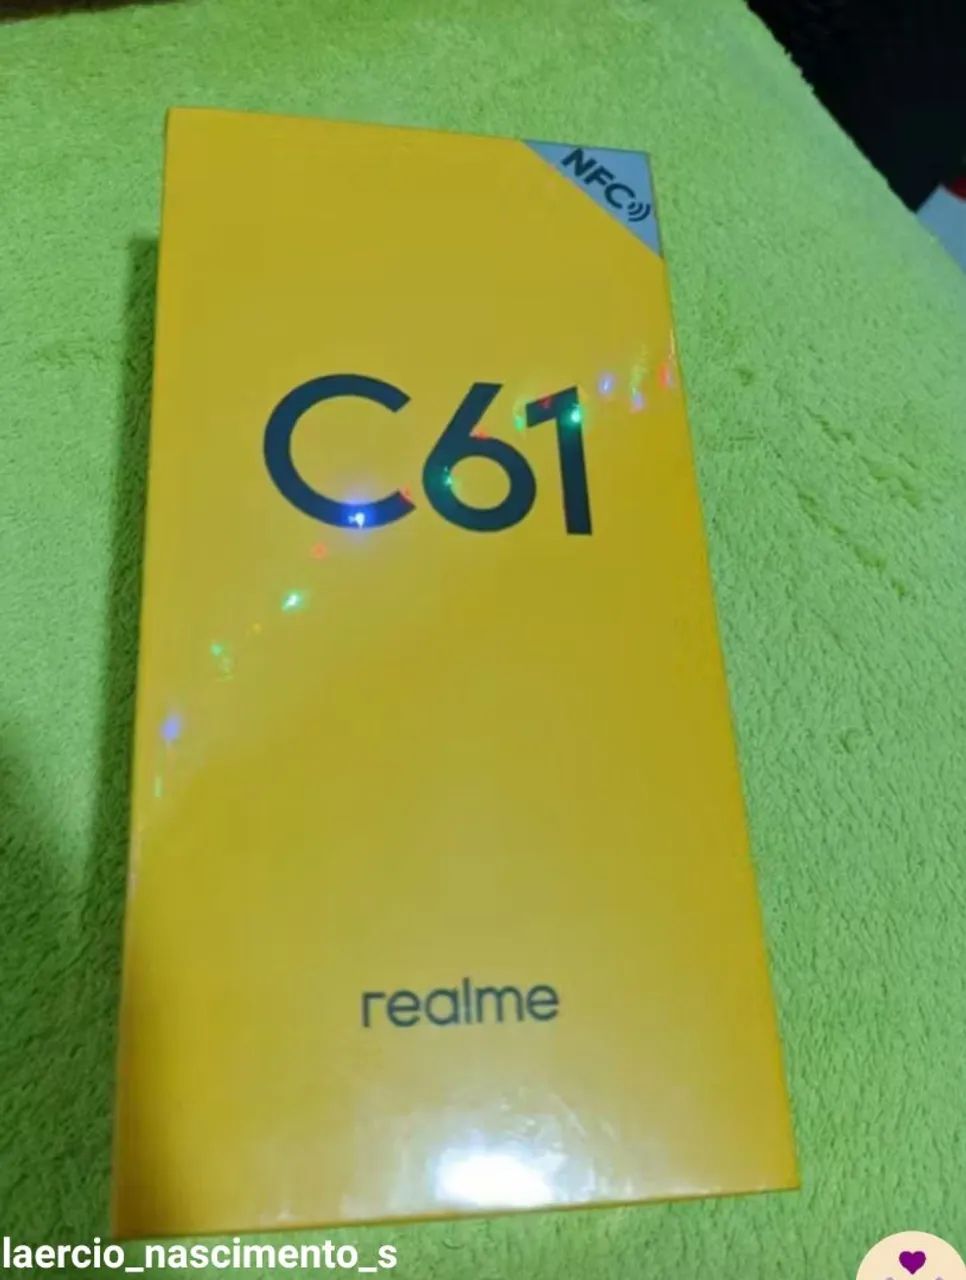 NFC
C61
realme
laercio_nascimento_s